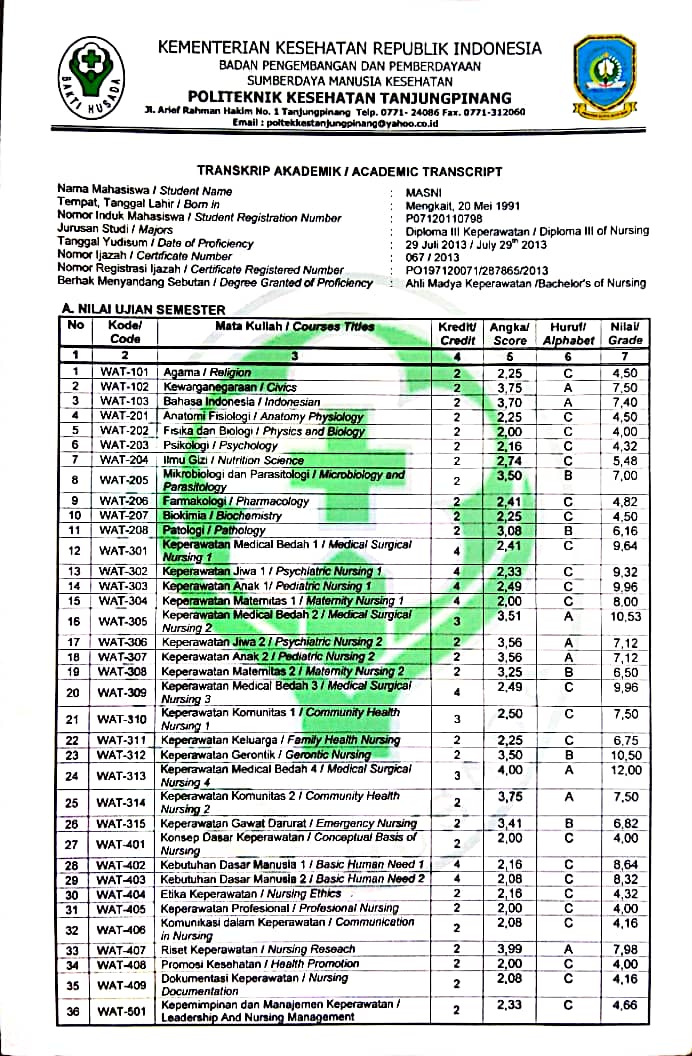 BAKTI HUSADA
KEMENTERIAN KESEHATAN REPUBLIK INDONESIA
BADAN PENGEMBANGAN DAN PEMBERDAYAAN
SUMBERDAYA MANUSIA KESEHATAN
POLITEKNIK KESEHATAN TANJUNGPINANG
Jl. Arief Rahman Hakim No. 1 Tanjungpinang Telp. 0771- 24086 Fax. 0771-312060
Email : poltekkestanjungpinang@yahoo.co.id
TRANSKRIP AKADEMIK / ACADEMIC TRANSCRIPT
Nama Mahasiswa / Student Name : MASNI
Tempat, Tanggal Lahir / Born in : Mengkait, 20 Mei 1991
Nomor Induk Mahasiswa / Student Registration Number : P07120110798
Jurusan Studi / Majors : Diploma III Keperawatan / Diploma III of Nursing
Tanggal Yudisum / Date of Proficiency : 29 Juli 2013 / July 29th 2013
Nomor Ijazah / Certificate Number : 067 / 2013
Nomor Registrasi Ijazah / Certificate Registered Number : PO197120071/287865/2013
Berhak Menyandang Sebutan / Degree Granted of Proficiency : Ahli Madya Keperawatan /Bachelor's of Nursing
A. NILAI UJIAN SEMESTER
No Kode/ Code Mata Kuliah / Courses Titles Kredit/ Credit Angka/ Score Huruf/ Alphabet Nilai/ Grade
1 2 3 4 5 6 7
1 WAT-101 Agama / Religion 2 2,25 C 4,50
2 WAT-102 Kewarganegaraan / Civics 2 3,75 A 7,50
3 WAT-103 Bahasa Indonesia / Indonesian 2 3,70 A 7,40
4 WAT-201 Anatomi Fisiologi / Anatomy Physiology 2 2,25 C 4,50
5 WAT-202 Fisika dan Biologi / Physics and Biology 2 2,00 C 4,00
6 WAT-203 Psikologi / Psychology 2 2,16 C 4,32
7 WAT-204 Ilmu Gizi / Nutrition Science 2 2,74 C 5,48
8 WAT-205 Mikrobiologi dan Parasitologi / Microbiology and Parasitology 2 3,50 B 7,00
9 WAT-206 Farmakologi / Pharmacology 2 2,41 C 4,82
10 WAT-207 Biokimia / Biochemistry 2 2,25 C 4,50
11 WAT-208 Patologi / Pathology 2 3,08 B 6,16
12 WAT-301 Keperawatan Medical Bedah 1 / Medical Surgical Nursing 1 4 2,41 C 9,64
13 WAT-302 Keperawatan Jiwa 1 / Psychiatric Nursing 1 4 2,33 C 9,32
14 WAT-303 Keperawatan Anak 1/ Pediatric Nursing 1 4 2,49 C 9,96
15 WAT-304 Keperawatan Maternitas 1 / Maternity Nursing 1 4 2,00 C 8,00
16 WAT-305 Keperawatan Medical Bedah 2 / Medical Surgical Nursing 2 3 3,51 A 10,53
17 WAT-306 Keperawatan Jiwa 2 / Psychiatric Nursing 2 2 3,56 A 7,12
18 WAT-307 Keperawatan Anak 2 / Pediatric Nursing 2 2 3,56 A 7,12
19 WAT-308 Keperawatan Maternitas 2 / Maternity Nursing 2 2 3,25 B 6,50
20 WAT-309 Keperawatan Medical Bedah 3 / Medical Surgical Nursing 3 4 2,49 C 9,96
21 WAT-310 Keperawatan Komunitas 1 / Community Health Nursing 1 3 2,50 C 7,50
22 WAT-311 Keperawatan Keluarga / Family Health Nursing 2 2,25 C 6,75
23 WAT-312 Keperawatan Gerontik / Gerontic Nursing 2 3,50 B 10,50
24 WAT-313 Keperawatan Medical Bedah 4 / Medical Surgical Nursing 4 3 4,00 A 12,00
25 WAT-314 Keperawatan Komunitas 2 / Community Health Nursing 2 2 3,75 A 7,50
26 WAT-315 Keperawatan Gawat Darurat / Emergency Nursing 2 3,41 B 6,82
27 WAT-401 Konsep Dasar Keperawatan / Conceptual Basis of Nursing 2 2,00 C 4,00
28 WAT-402 Kebutuhan Dasar Manusia 1 / Basic Human Need 1 4 2,16 C 8,64
29 WAT-403 Kebutuhan Dasar Manusia 2 / Basic Human Need 2 4 2,08 C 8,32
30 WAT-404 Etika Keperawatan / Nursing Ethics 2 2,16 C 4,32
31 WAT-405 Keperawatan Profesional / Profesional Nursing 2 2,00 C 4,00
32 WAT-406 Komunikasi dalam Keperawatan / Communication in Nursing 2 2,08 C 4,16
33 WAT-407 Riset Keperawatan / Nursing Reseach 2 3,99 A 7,98
34 WAT-408 Promosi Kesehatan / Health Promotion 2 2,00 C 4,00
35 WAT-409 Dokumentasi Keperawatan / Nursing Documentation 2 2,08 C 4,16
36 WAT-501 Kepemimpinan dan Manajemen Keperawatan / Leadership And Nursing Management 2 2,33 C 4,66